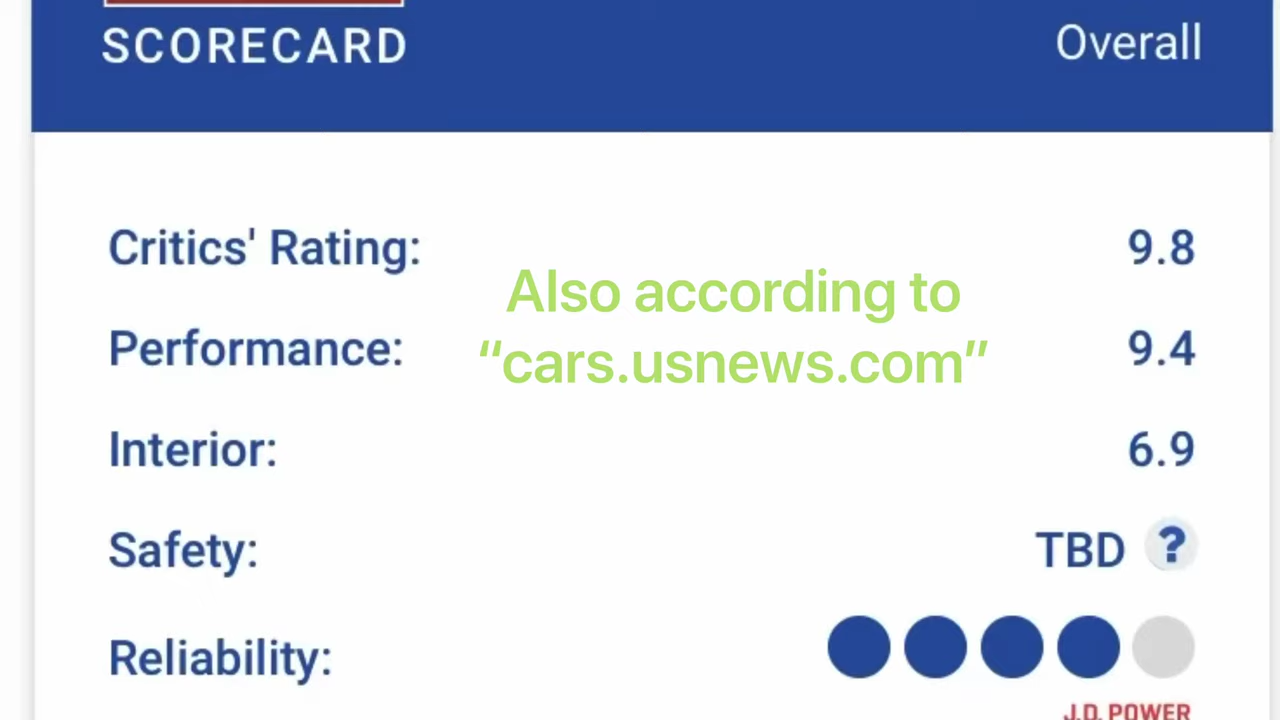 SCORECARD Overall
Critics' Rating: 9.8
Also according to
“cars.usnews.com”
Performance: 9.4
Interior: 6.9
Safety: TBD ?
Reliability:
J.D. POWER